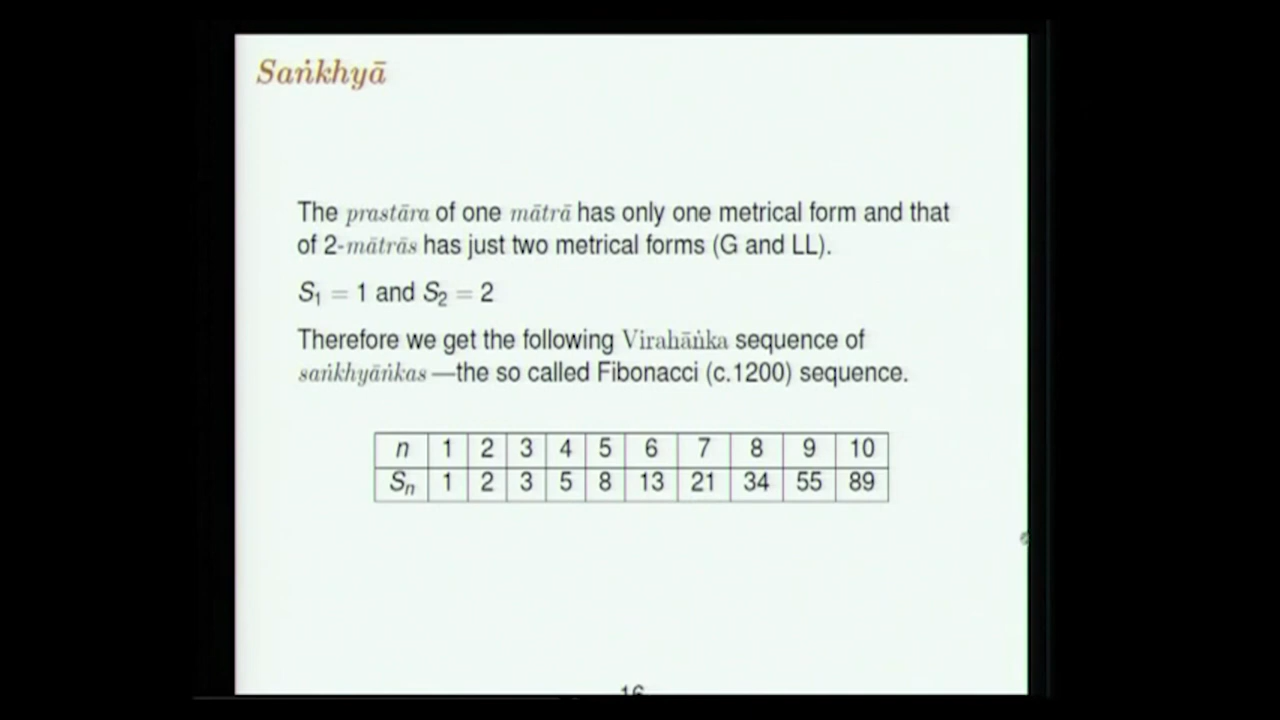 Saṅkhyā
The prastāra of one mātrā has only one metrical form and that
of 2-mātrās has just two metrical forms (G and LL).
S₁ = 1 and S₂ = 2
Therefore we get the following Virahāṅka sequence of
saṅkhyāṅkas —the so called Fibonacci (c.1200) sequence.
n 1 2 3 4 5 6 7 8 9 10
Sₙ 1 2 3 5 8 13 21 34 55 89
16